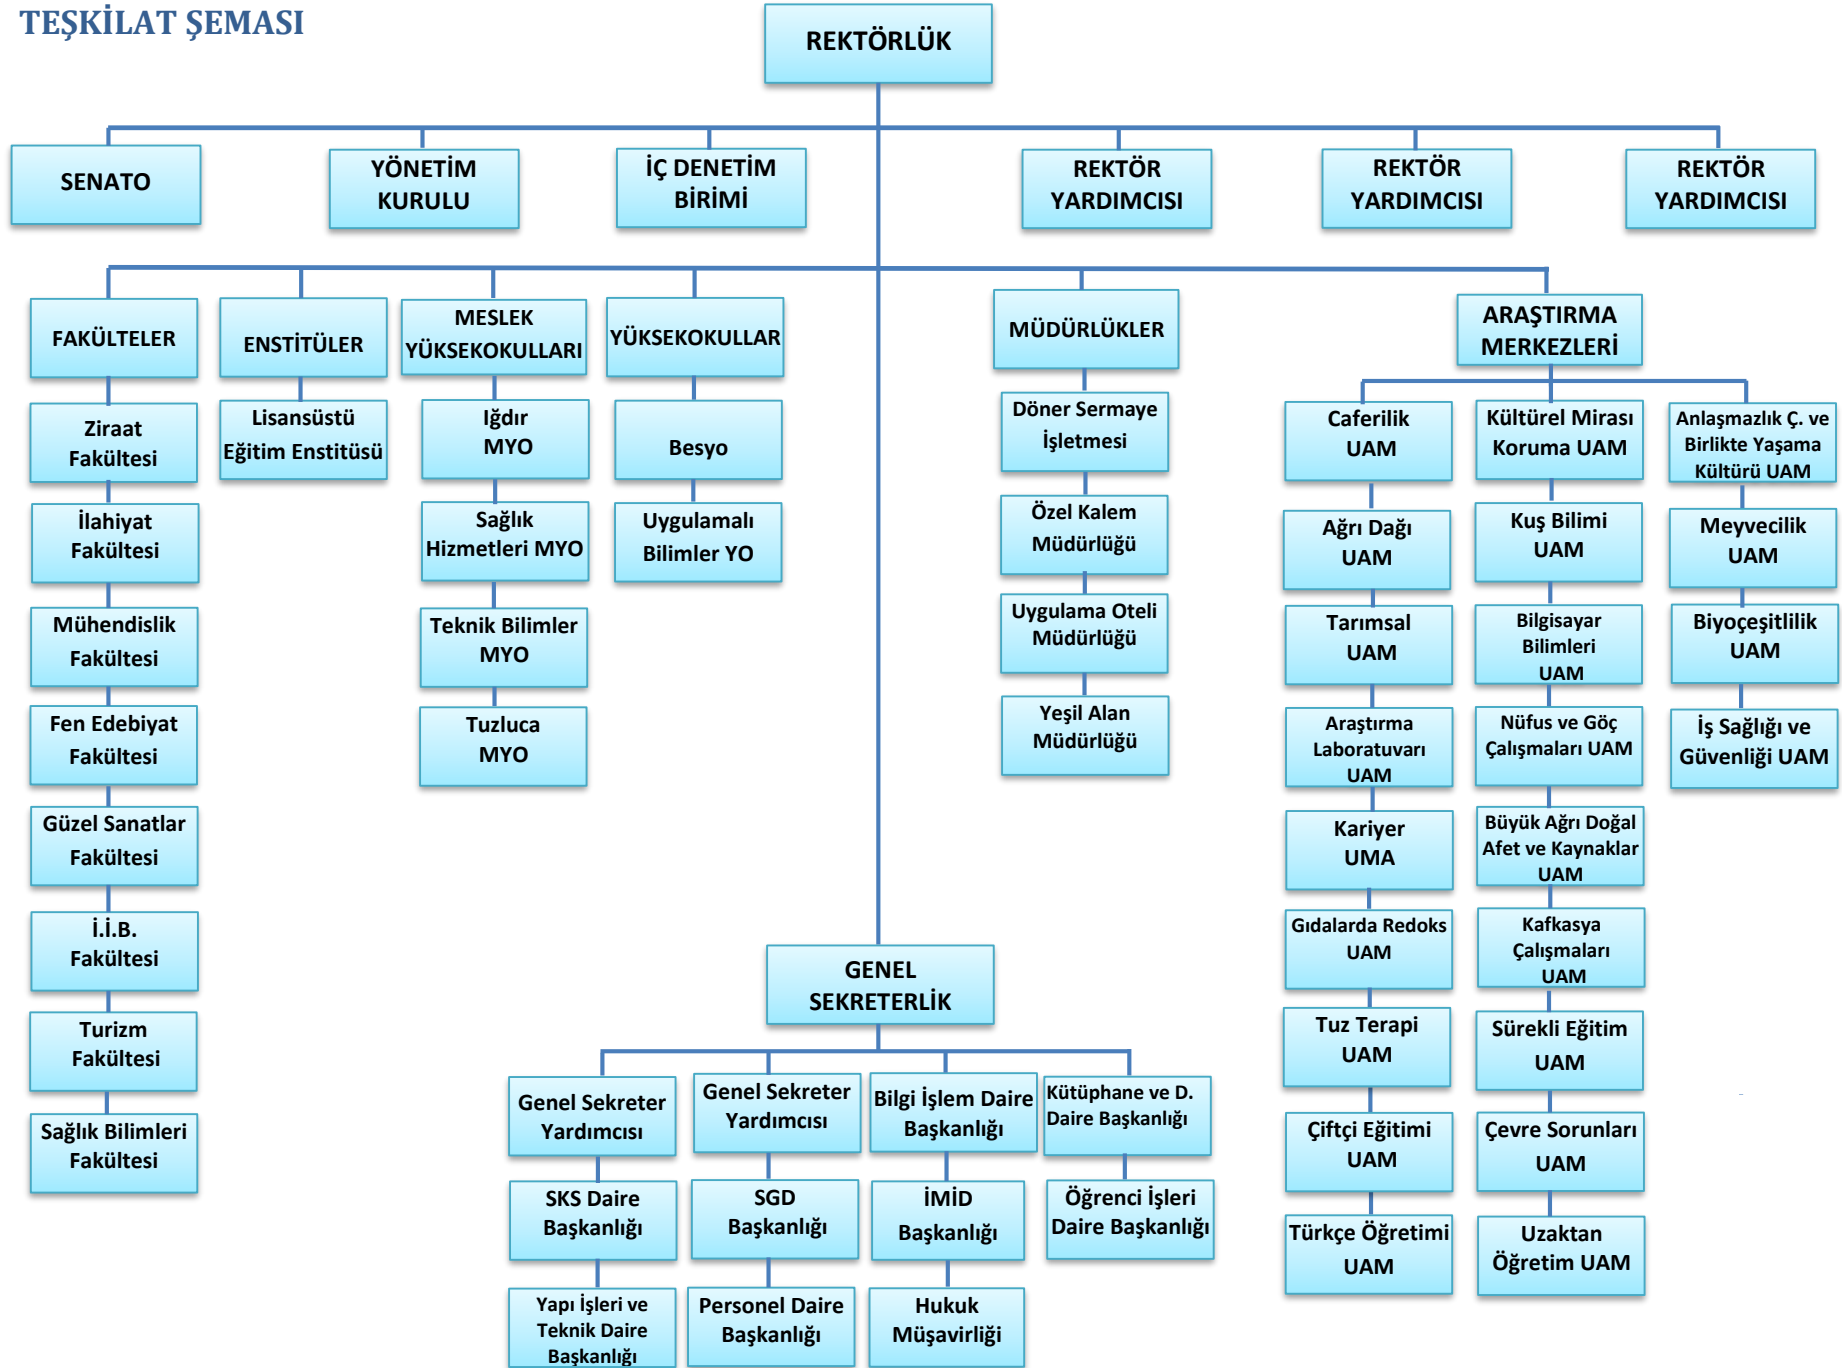 TEŞKİLAT ŞEMASI
REKTÖRLÜK
SENATO
YÖNETİM
KURULU
İÇ DENETİM
BİRİMİ
REKTÖR
YARDIMCISI
REKTÖR
YARDIMCISI
REKTÖR
YARDIMCISI
FAKÜLTELER
Ziraat
Fakültesi
İlahiyat
Fakültesi
Mühendislik
Fakültesi
Fen Edebiyat
Fakültesi
Güzel Sanatlar
Fakültesi
İ.İ.B.
Fakültesi
Turizm
Fakültesi
Sağlık Bilimleri
Fakültesi
ENSTİTÜLER
Lisansüstü
Eğitim Enstitüsü
MESLEK
YÜKSEKOKULLARI
Iğdır
MYO
Sağlık
Hizmetleri MYO
Teknik Bilimler
MYO
Tuzluca
MYO
YÜKSEKOKULLAR
Besyo
Uygulamalı
Bilimler YO
MÜDÜRLÜKLER
Döner Sermaye
İşletmesi
Özel Kalem
Müdürlüğü
Uygulama Oteli
Müdürlüğü
Yeşil Alan
Müdürlüğü
ARAŞTIRMA
MERKEZLERİ
Caferilik
UAM
Ağrı Dağı
UAM
Tarımsal
UAM
Araştırma
Laboratuvarı
UAM
Kariyer
UMA
Gıdalarda Redoks
UAM
Tuz Terapi
UAM
Çiftçi Eğitimi
UAM
Türkçe Öğretimi
UAM
Kültürel Mirası
Koruma UAM
Kuş Bilimi
UAM
Bilgisayar
Bilimleri
UAM
Nüfus ve Göç
Çalışmaları UAM
Büyük Ağrı Doğal
Afet ve Kaynaklar
UAM
Kafkasya
Çalışmaları
UAM
Sürekli Eğitim
UAM
Çevre Sorunları
UAM
Uzaktan
Öğretim UAM
Anlaşmazlık Ç. ve
Birlikte Yaşama
Kültürü UAM
Meyvecilik
UAM
Biyoçeşitlilik
UAM
İş Sağlığı ve
Güvenliği UAM
GENEL
SEKRETERLİK
Genel Sekreter
Yardımcısı
SKS Daire
Başkanlığı
Yapı İşleri ve
Teknik Daire
Başkanlığı
Genel Sekreter
Yardımcısı
SGD
Başkanlığı
Personel Daire
Başkanlığı
Bilgi İşlem Daire
Başkanlığı
İMİD
Başkanlığı
Hukuk
Müşavirliği
Kütüphane ve D.
Daire Başkanlığı
Öğrenci İşleri
Daire Başkanlığı